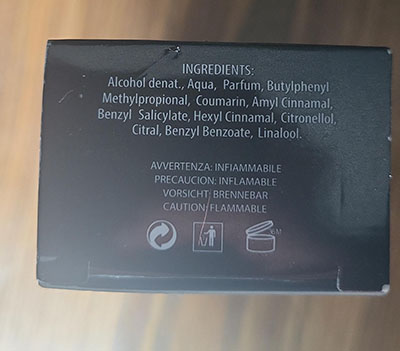 INGREDIENTS:
Alcohol denat., Aqua, Parfum, Butylphenyl
Methylpropional, Coumarin, Amyl Cinnamal,
Benzyl Salicylate, Hexyl Cinnamal, Citronellol,
Citral, Benzyl Benzoate, Linalool.
AVVERTENZA: INFIAMMABILE
PRECAUCION: INFLAMABLE
VORSICHT: BRENNEBAR
CAUTION: FLAMMABLE